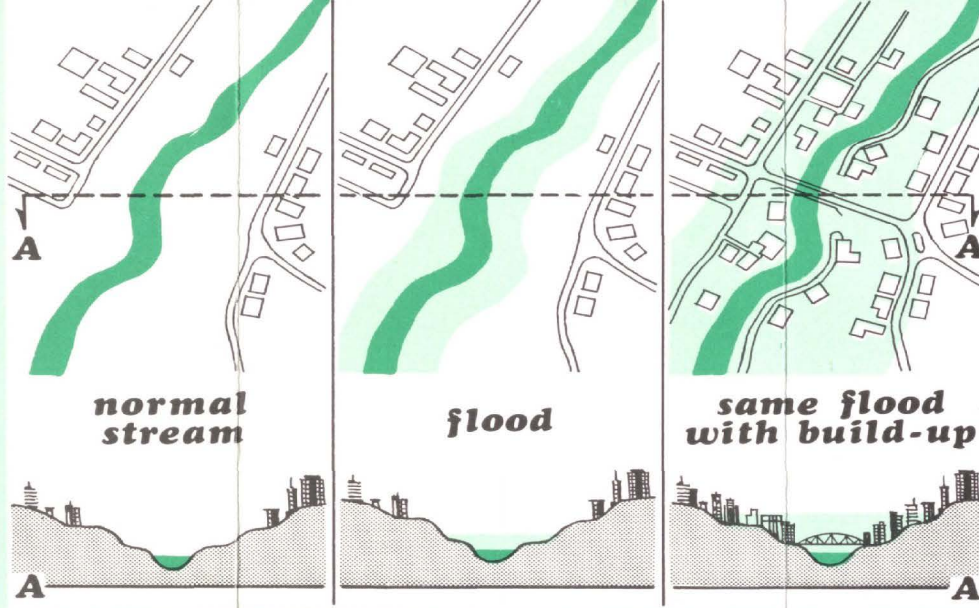 A
A
normal
stream
flood
same flood
with build-up
A
A